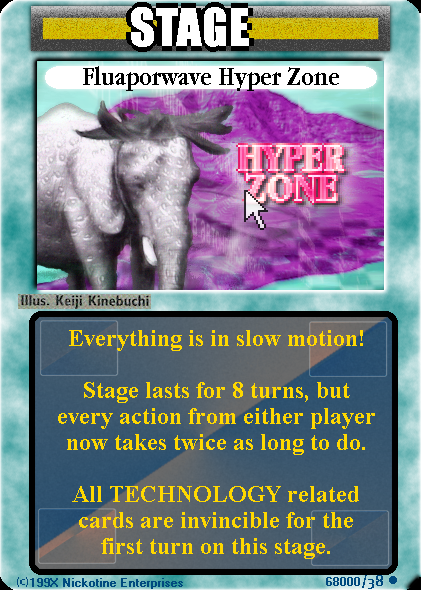 STAGE
Fluaporwave Hyper Zone
HYPER
ZONE
Illus. Keiji Kinebuchi
Everything is in slow motion!
Stage lasts for 8 turns, but
every action from either player
now takes twice as long to do.
All TECHNOLOGY related
cards are invincible for the
first turn on this stage.
(c)199X Nickotine Enterprises
68000/38